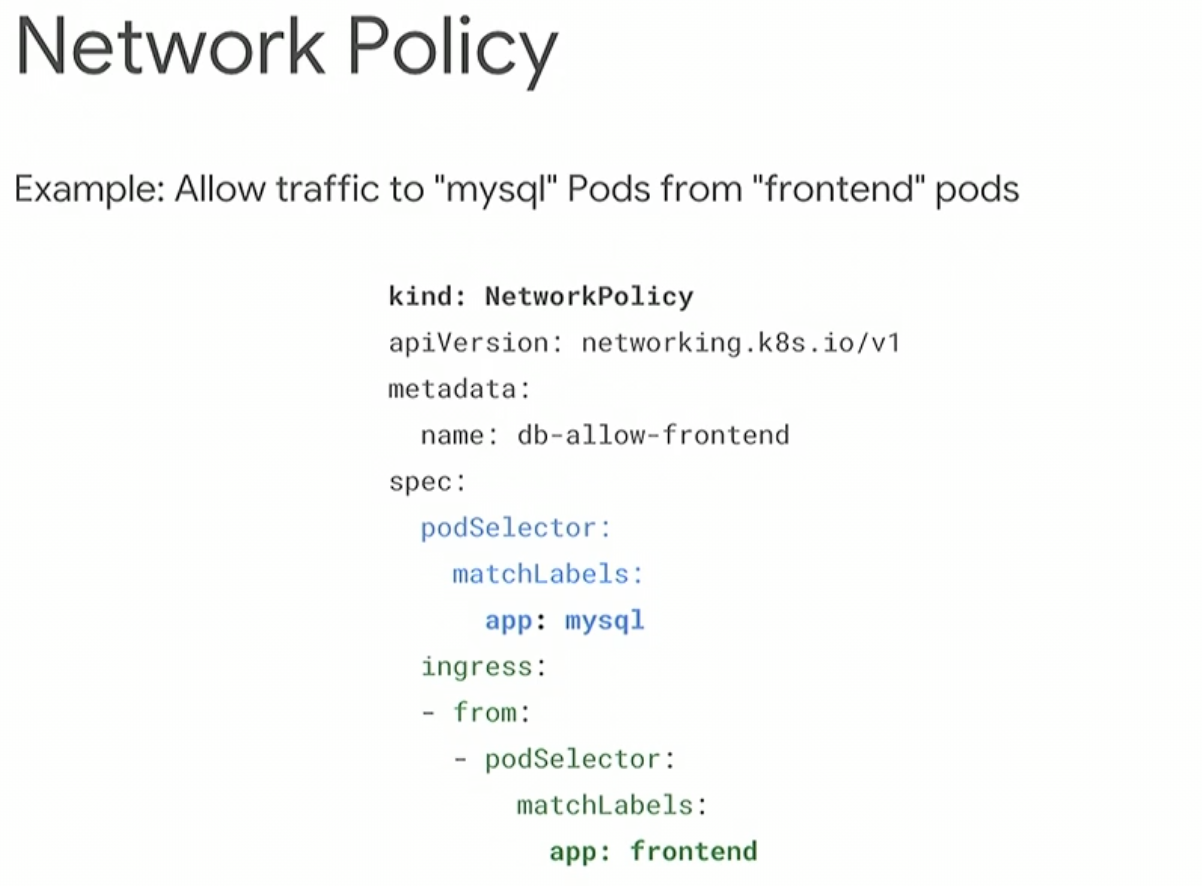 Network Policy
Example: Allow traffic to "mysql" Pods from "frontend" pods
kind: NetworkPolicy
apiVersion: networking.k8s.io/v1
metadata:
  name: db-allow-frontend
spec:
  podSelector:
    matchLabels:
      app: mysql
  ingress:
  - from:
    - podSelector:
        matchLabels:
          app: frontend